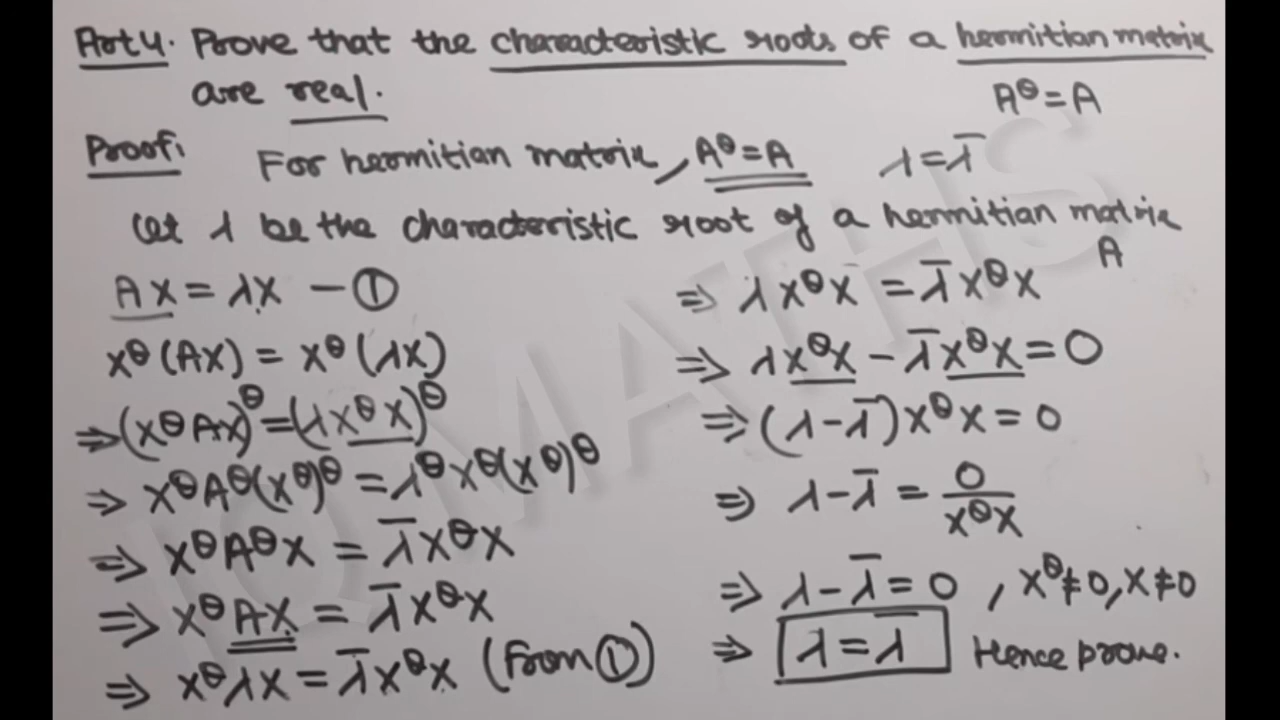 Art 4. Prove that the characteristic roots of a hermitian matrix
are real.
A^θ = A
Proof: For hermitian matrix, A^θ = A λ = λ̅
Let λ be the characteristic root of a hermitian matrix
A
AX = λX — ①
X^θ(AX) = X^θ(λX)
⇒ (X^θAX)^θ = (λX^θX)^θ
⇒ X^θA^θ(X^θ)^θ = λ^θX^θ(X^θ)^θ
⇒ X^θA^θX = λ̅X^θX
⇒ X^θAX = λ̅X^θX
⇒ X^θλX = λ̅X^θX (From ①)
⇒ λX^θX = λ̅X^θX
⇒ λX^θX - λ̅X^θX = 0
⇒ (λ - λ̅)X^θX = 0
⇒ λ - λ̅ = 0/X^θX
⇒ λ - λ̅ = 0, X^θ ≠ 0, X ≠ 0
⇒ λ = λ̅ Hence prove.
IQ MATHS